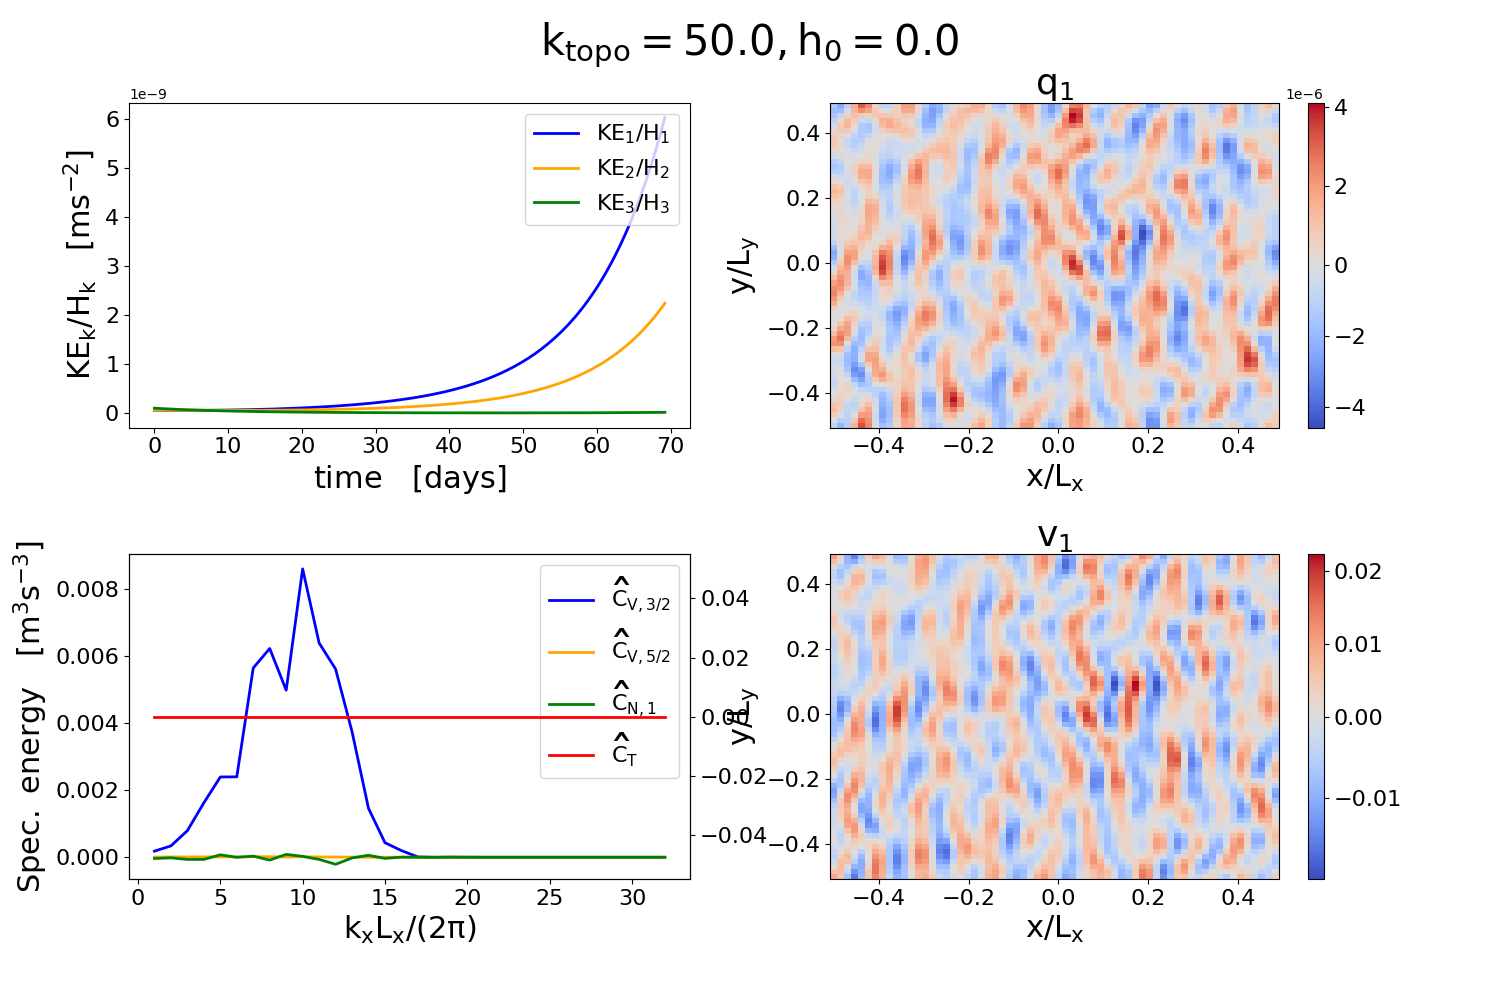 k_topo = 50.0, h_0 = 0.0
1e−9
KE_1/H_1
KE_2/H_2
KE_3/H_3
KE_k/H_k [ms^−2]
6
5
4
3
2
1
0
0 10 20 30 40 50 60 70
time [days]
q_1
1e−6
y/L_y
0.4
0.2
0.0
−0.2
−0.4
−0.4 −0.2 0.0 0.2 0.4
x/L_x
4
2
0
−2
−4
Spec. energy [m^3s^−3]
0.008
0.006
0.004
0.002
0.000
Ĉ_V,3/2
Ĉ_V,5/2
Ĉ_N,1
Ĉ_T
0.04
0.02
0.00
−0.02
−0.04
0 5 10 15 20 25 30
k_xL_x/(2π)
v_1
y/L_y
0.4
0.2
0.0
−0.2
−0.4
−0.4 −0.2 0.0 0.2 0.4
x/L_x
0.02
0.01
0.00
−0.01